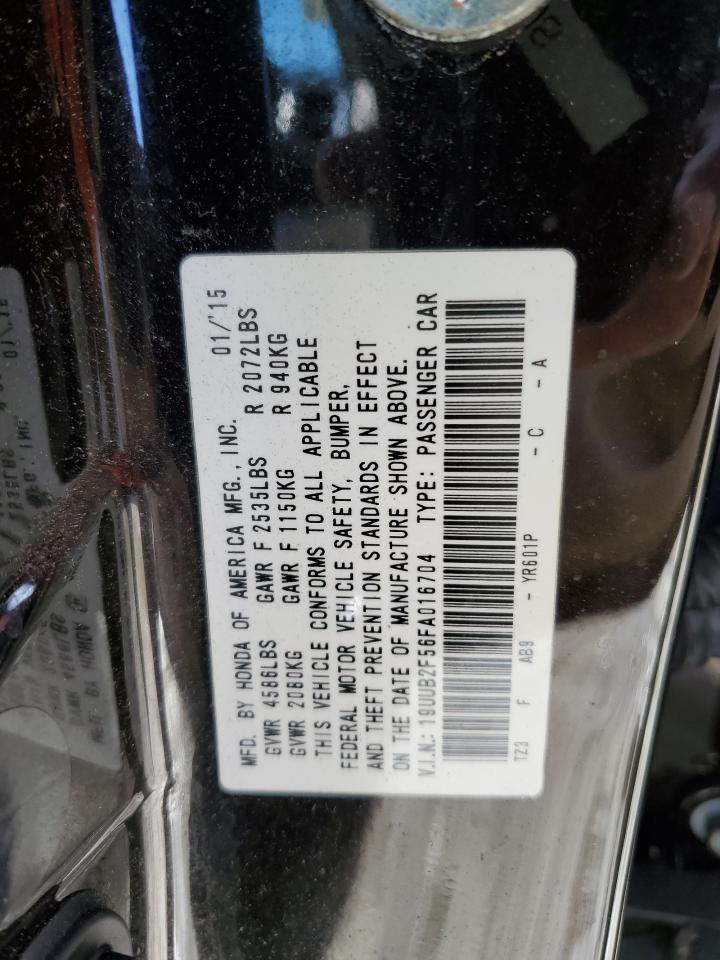 MFD. BY HONDA OF AMERICA MFG., INC. 01/'15
GVWR 4586LBS GAWR F 2535LBS R 2072LBS
GVWR 2080KG GAWR F 1150KG R 940KG
THIS VEHICLE CONFORMS TO ALL APPLICABLE
FEDERAL MOTOR VEHICLE SAFETY, BUMPER,
AND THEFT PREVENTION STANDARDS IN EFFECT
ON THE DATE OF MANUFACTURE SHOWN ABOVE.
V.I.N.: 19UUB2F56FA016704 TYPE: PASSENGER CAR
TZ3 F AB9 - YR601P - C - A